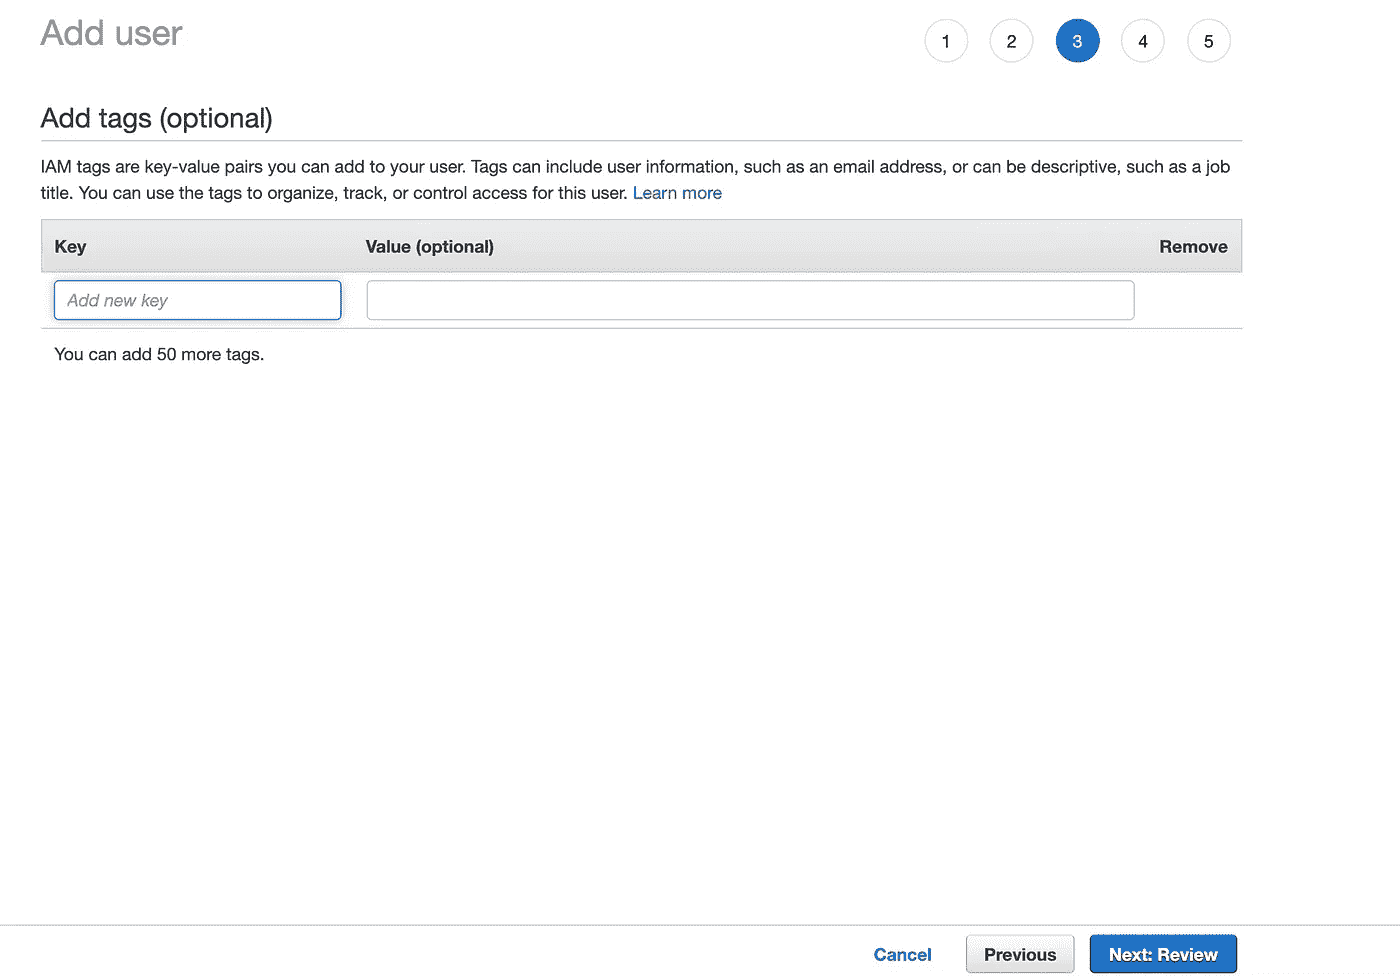 Add user
1 2 3 4 5
Add tags (optional)
IAM tags are key-value pairs you can add to your user. Tags can include user information, such as an email address, or can be descriptive, such as a job
title. You can use the tags to organize, track, or control access for this user. Learn more
Key Value (optional) Remove
Add new key
You can add 50 more tags.
Cancel Previous Next: Review